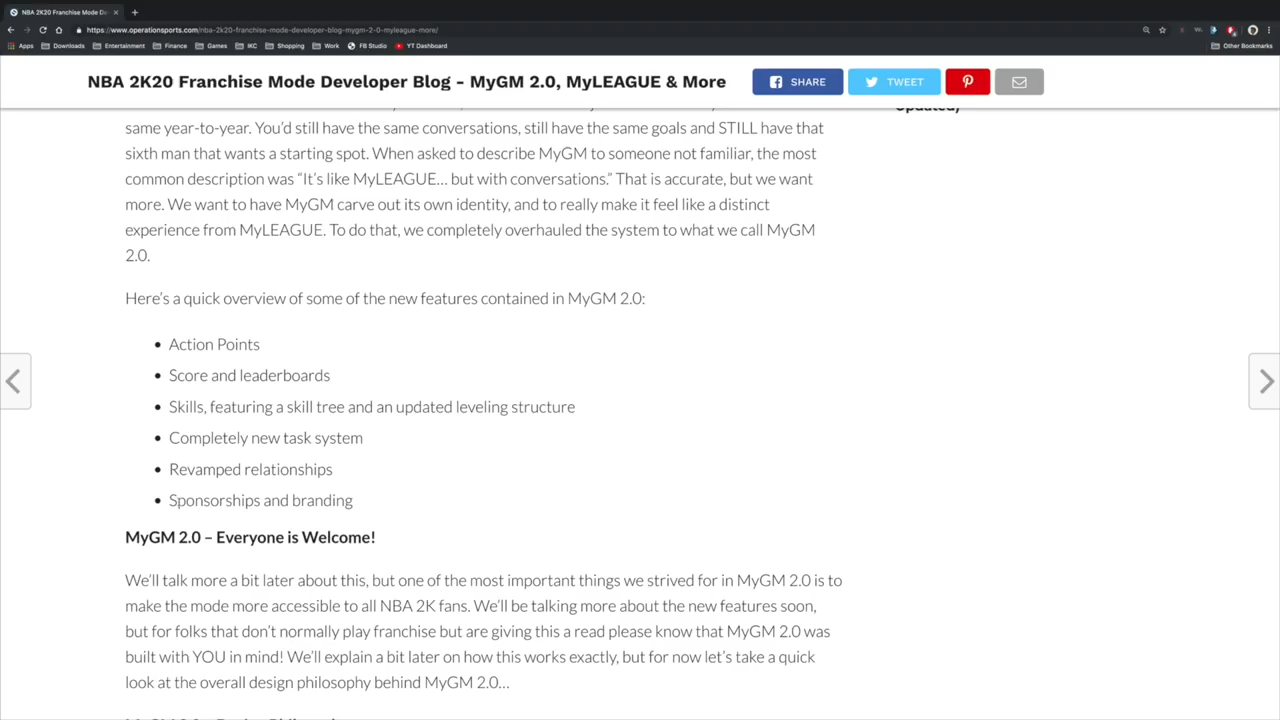 NBA 2K20 Franchise Mode De
https://www.operationsports.com/nba-2k20-franchise-mode-developer-blog-mygm-2-0-myleague-more/
Apps Downloads Entertainment Finance Games IKC Shopping Work FB Studio YT Dashboard Other Bookmarks
NBA 2K20 Franchise Mode Developer Blog - MyGM 2.0, MyLEAGUE & More SHARE TWEET
Updated)
same year-to-year. You’d still have the same conversations, still have the same goals and STILL have that
sixth man that wants a starting spot. When asked to describe MyGM to someone not familiar, the most
common description was “It’s like MyLEAGUE… but with conversations.” That is accurate, but we want
more. We want to have MyGM carve out its own identity, and to really make it feel like a distinct
experience from MyLEAGUE. To do that, we completely overhauled the system to what we call MyGM
2.0.
Here’s a quick overview of some of the new features contained in MyGM 2.0:
• Action Points
• Score and leaderboards
• Skills, featuring a skill tree and an updated leveling structure
• Completely new task system
• Revamped relationships
• Sponsorships and branding
MyGM 2.0 – Everyone is Welcome!
We’ll talk more a bit later about this, but one of the most important things we strived for in MyGM 2.0 is to
make the mode more accessible to all NBA 2K fans. We’ll be talking more about the new features soon,
but for folks that don’t normally play franchise but are giving this a read please know that MyGM 2.0 was
built with YOU in mind! We’ll explain a bit later on how this works exactly, but for now let’s take a quick
look at the overall design philosophy behind MyGM 2.0…